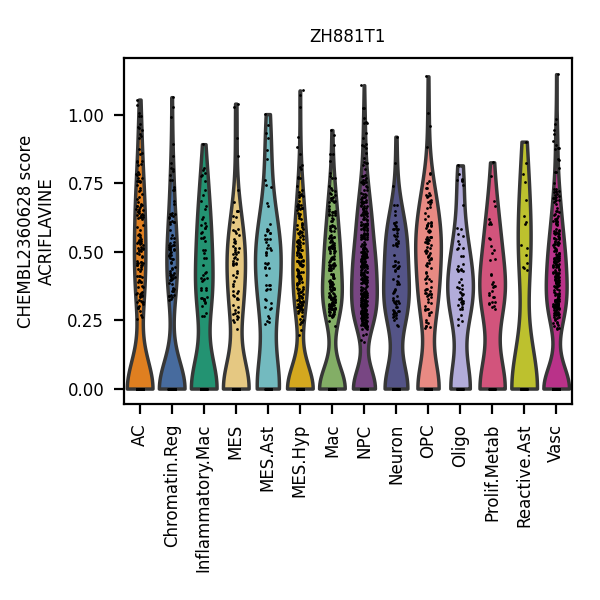 ZH881T1
CHEMBL2360628 score
ACRIFLAVINE
1.00
0.75
0.50
0.25
0.00
AC
Chromatin.Reg
Inflammatory.Mac
MES
MES.Ast
MES.Hyp
Mac
NPC
Neuron
OPC
Oligo
Prolif.Metab
Reactive.Ast
Vasc